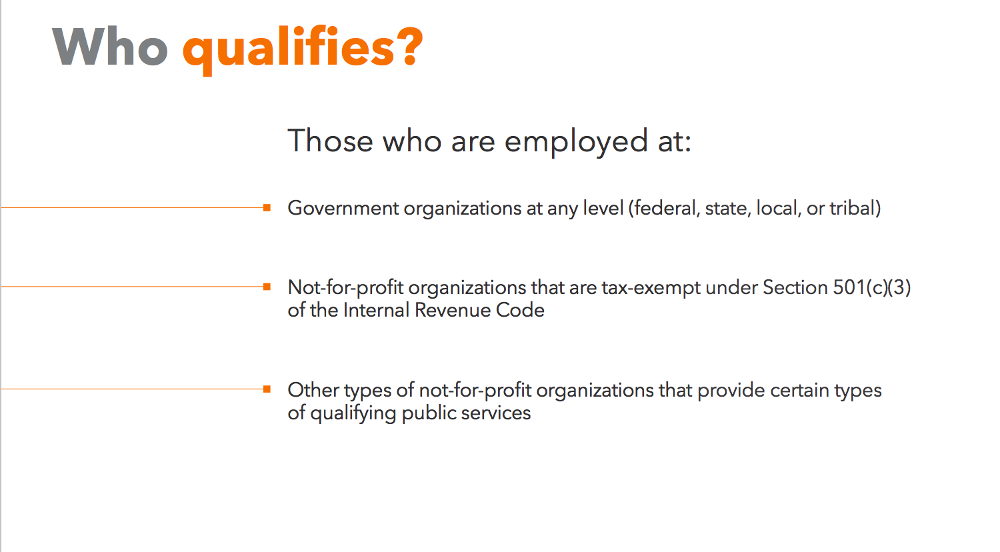 Who qualifies?
Those who are employed at:
Government organizations at any level (federal, state, local, or tribal)
Not-for-profit organizations that are tax-exempt under Section 501(c)(3)
of the Internal Revenue Code
Other types of not-for-profit organizations that provide certain types
of qualifying public services